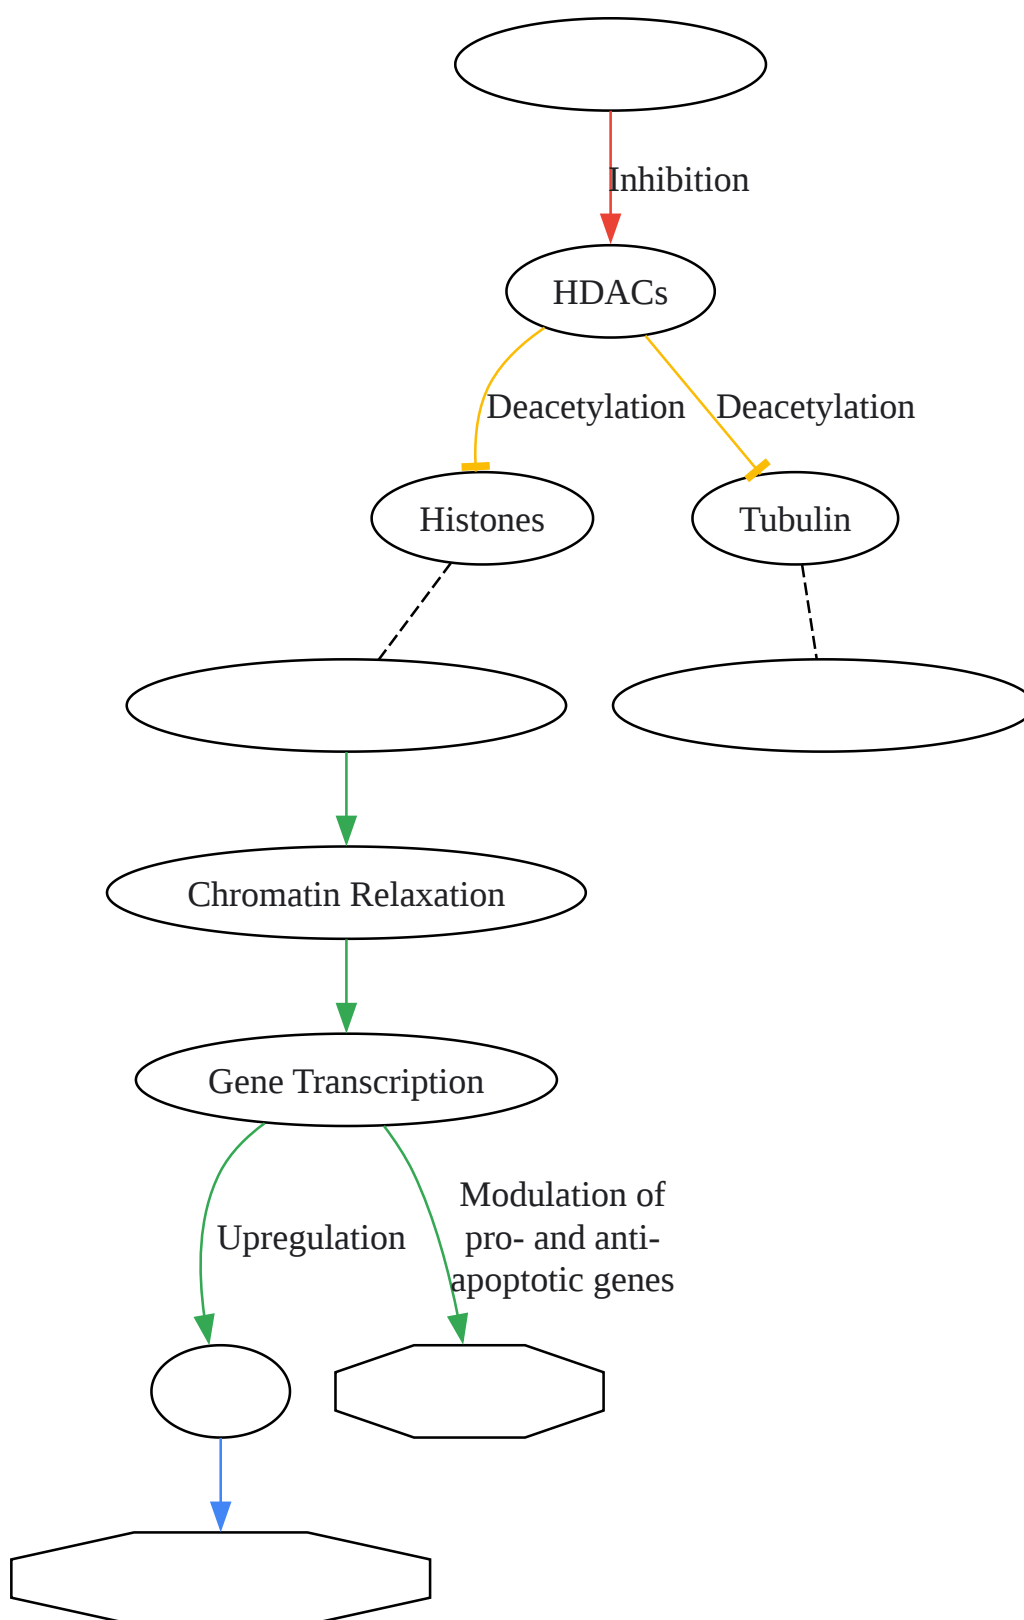 Inhibition
HDACs
Deacetylation
Deacetylation
Histones
Tubulin
Chromatin Relaxation
Gene Transcription
Upregulation
Modulation of
pro- and anti-
apoptotic genes